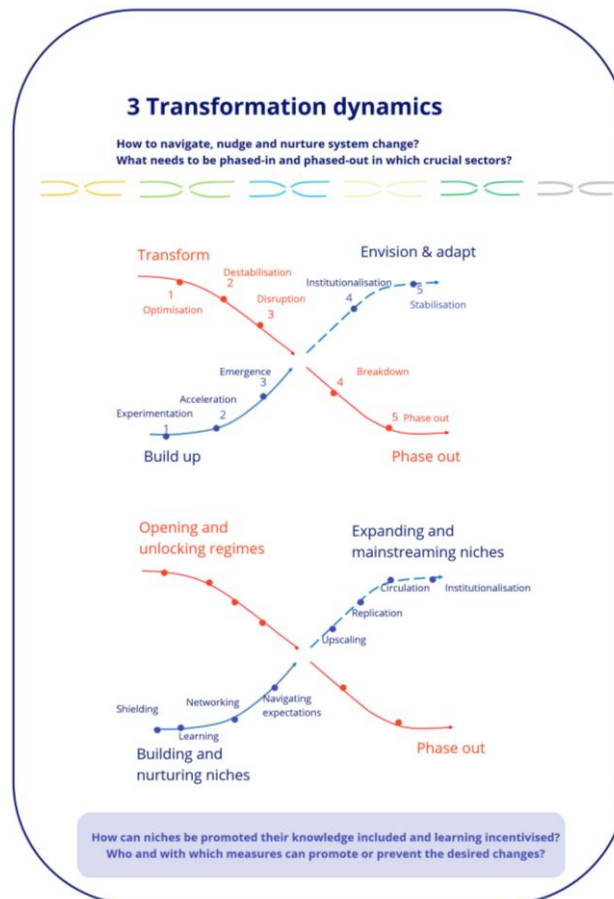 3 Transformation dynamics
How to navigate, nudge and nurture system change?
What needs to be phased-in and phased-out in which crucial sectors?
Transform
Envision & adapt
Destabilisation
2
Institutionalisation
1
Disruption
4
5
Optimisation
3
Stabilisation
Emergence
3
Breakdown
4
Acceleration
Experimentation
2
1
5 Phase out
Build up
Phase out
Opening and
unlocking regimes
Expanding and
mainstreaming niches
Circulation
Institutionalisation
Replication
Upscaling
Shielding
Networking
Navigating
expectations
Learning
Building and
nurturing niches
Phase out
How can niches be promoted their knowledge included and learning incentivised?
Who and with which measures can promote or prevent the desired changes?